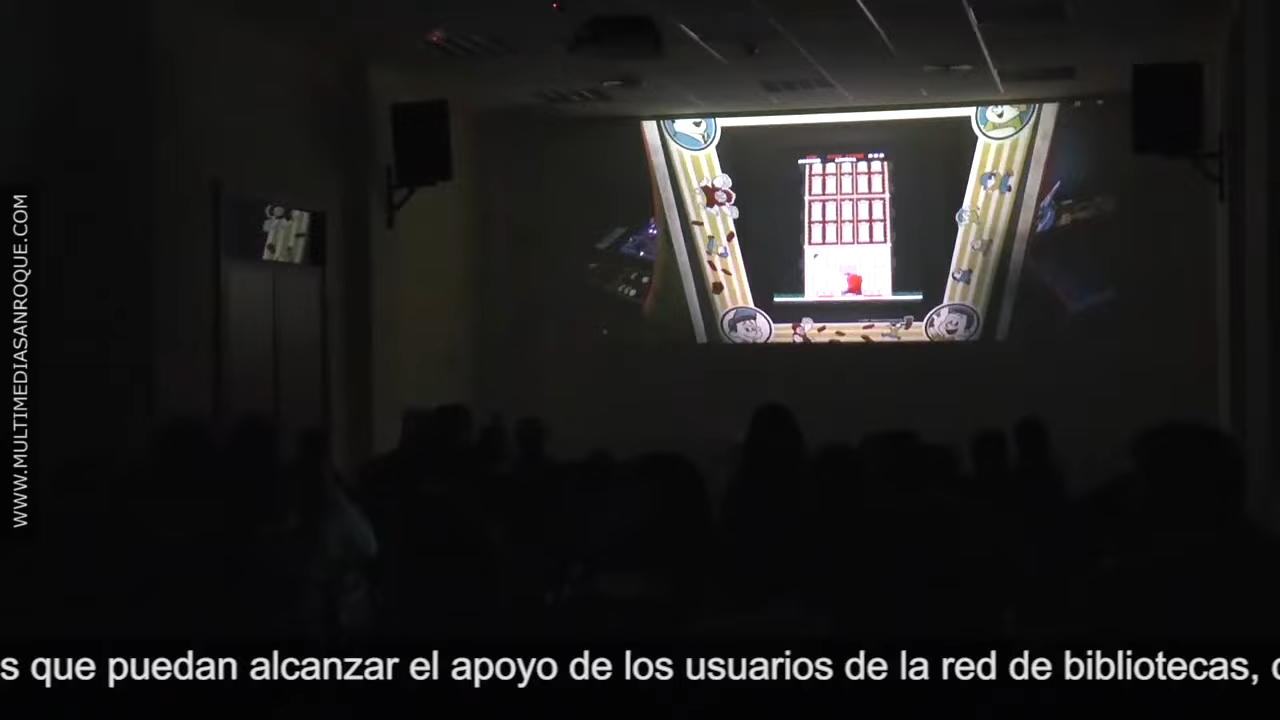 WWW.MULTIMEDIASANROQUE.COM
s que puedan alcanzar el apoyo de los usuarios de la red de bibliotecas,